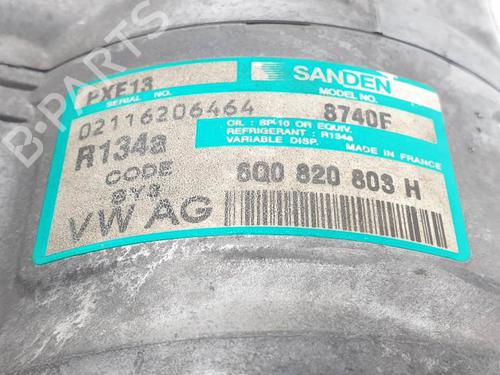 B-PARTS
PXE13
SERIAL NO.
SANDEN
MODEL NO.
02116206464
8740F
OIL : SP10 OR EQUIV.
REFRIGERANT : R134a
VARIABLE DISP. MADE IN FRANCE
R134a
CODE
8Y3
6Q0 820 803 H
VW AG